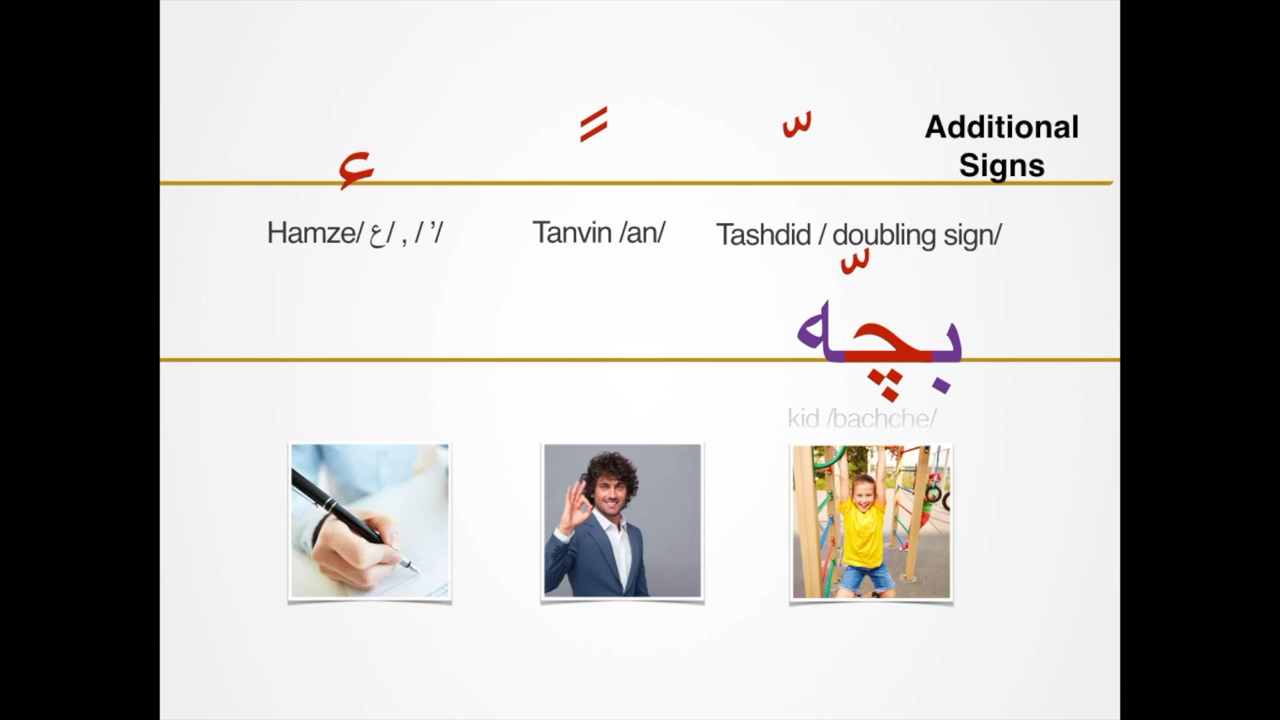 Additional
Signs
ّ
ً
ء
Tashdid / doubling sign/
Tanvin /an/
Hamze/ ع/ , / ’/
بچّه
kid /bachche/